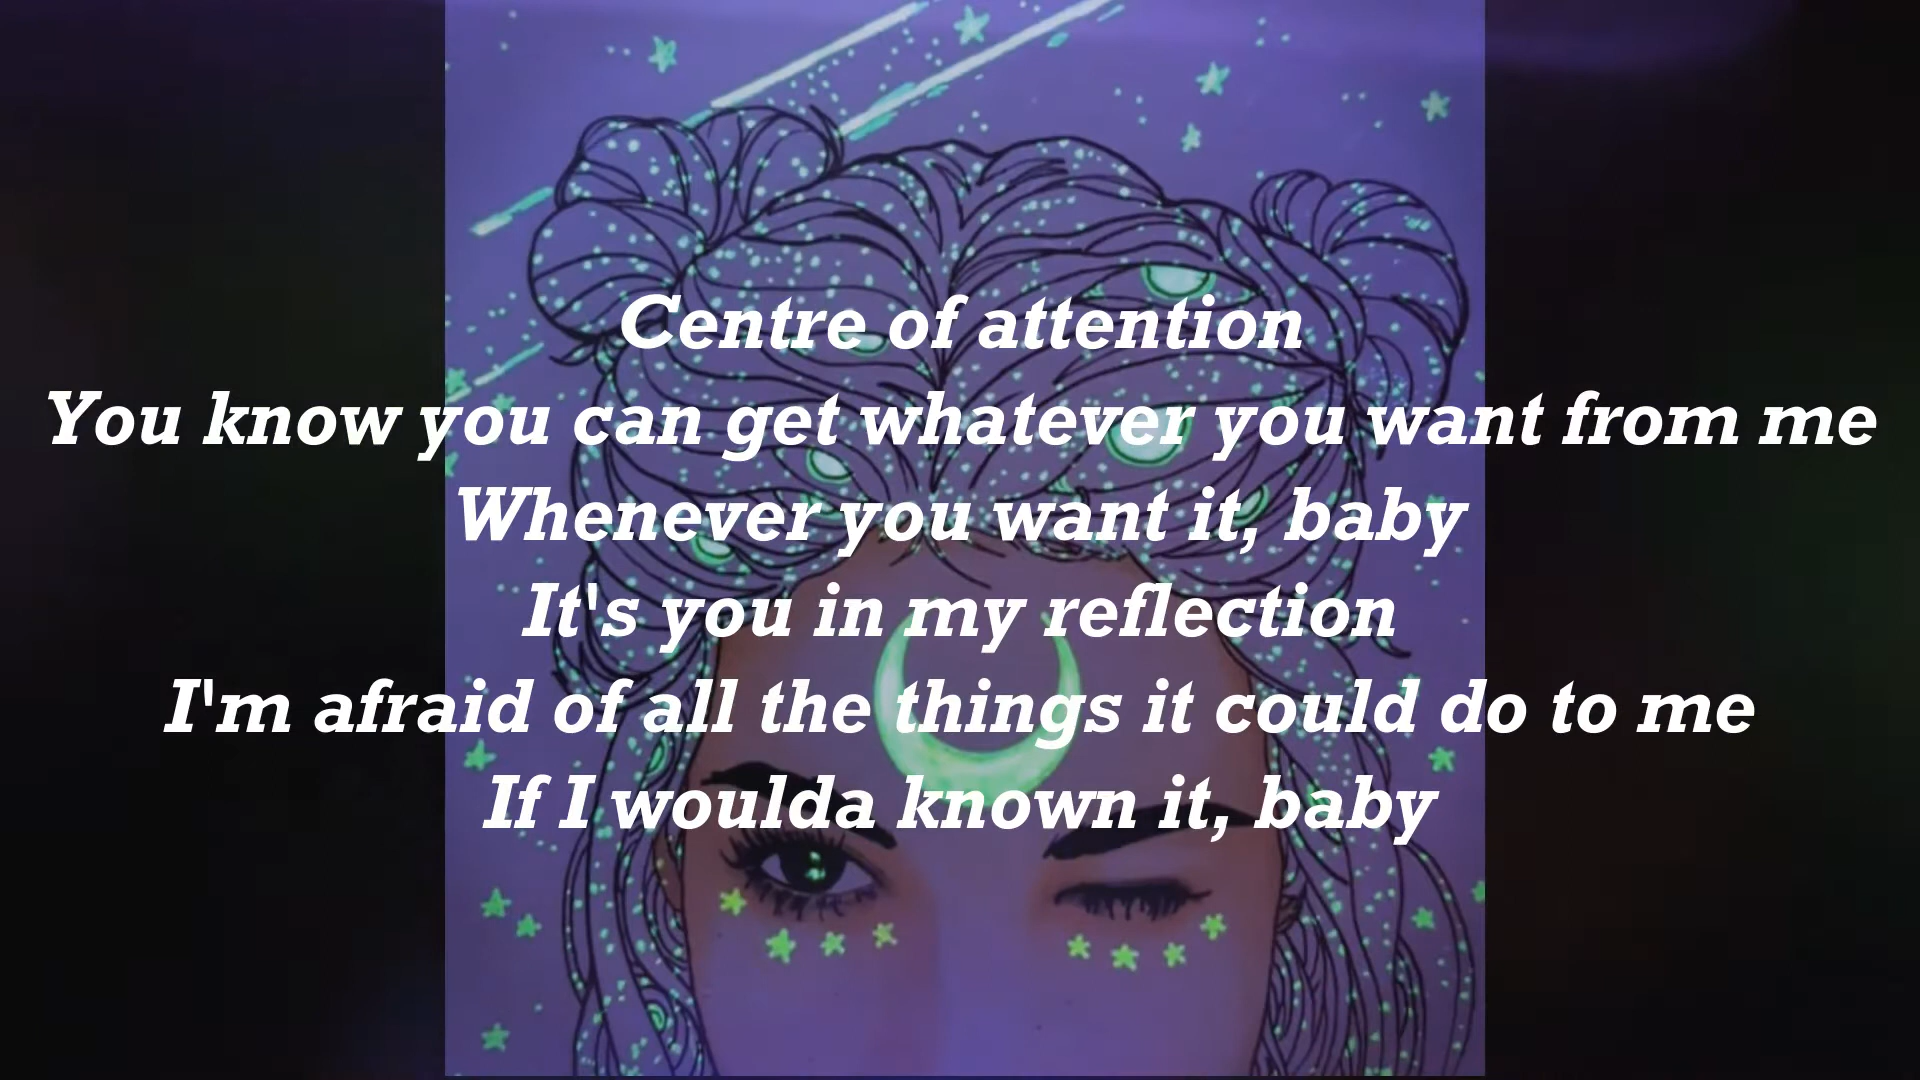 Centre of attention
You know you can get whatever you want from me
Whenever you want it, baby
It's you in my reflection
I'm afraid of all the things it could do to me
If I woulda known it, baby